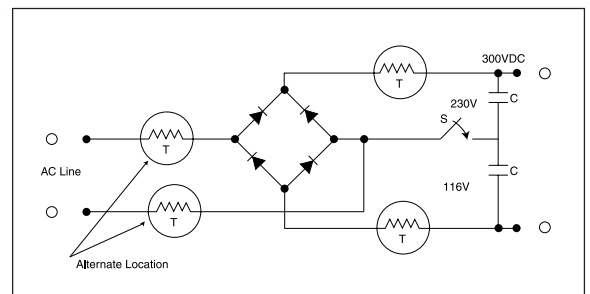 300VDC
T
230V
C
S
T
AC Line
C
116V
T
T
Alternate Location